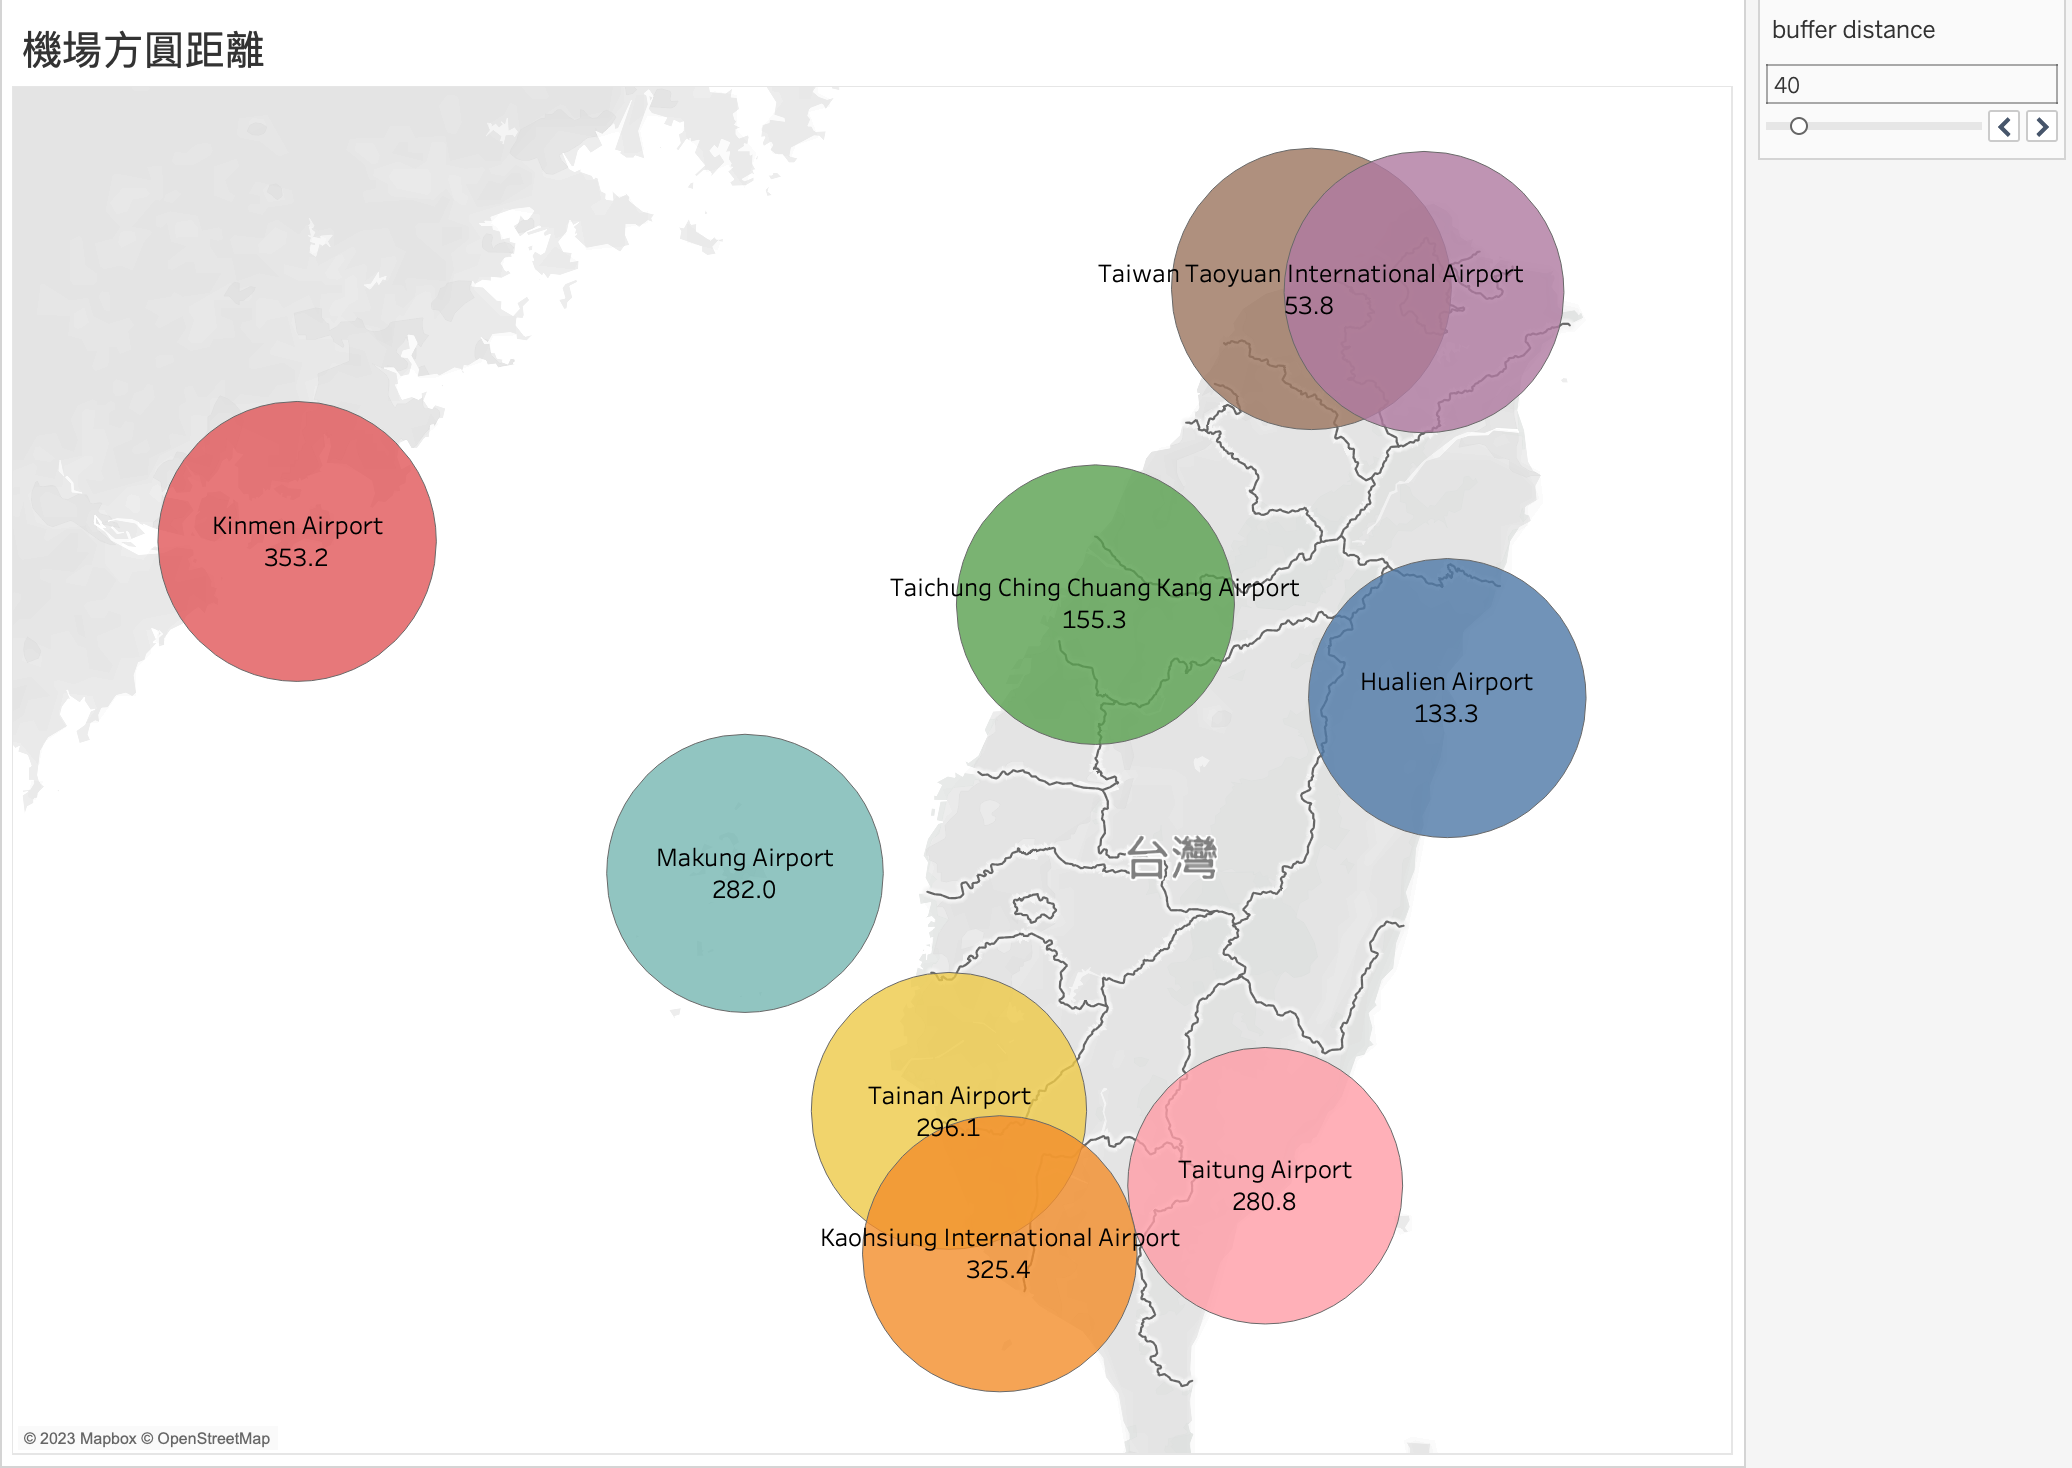 機場方圓距離
buffer distance
40
Taiwan Taoyuan International Airport
53.8
Kinmen Airport
353.2
Taichung Ching Chuang Kang Airport
155.3
Hualien Airport
133.3
Makung Airport
282.0
台灣
Tainan Airport
296.1
Taitung Airport
280.8
Kaohsiung International Airport
325.4
© 2023 Mapbox © OpenStreetMap